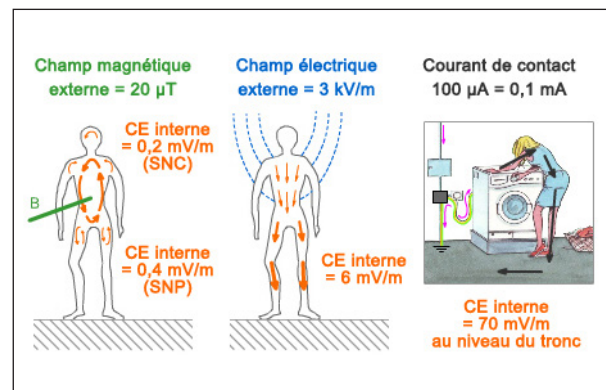 Champ magnétique
externe = 20 µT
CE interne
= 0,2 mV/m
(SNC)
B
CE interne
= 0,4 mV/m
(SNP)
Champ électrique
externe = 3 kV/m
CE interne
= 6 mV/m
Courant de contact
100 µA = 0,1 mA
CE interne
= 70 mV/m
au niveau du tronc